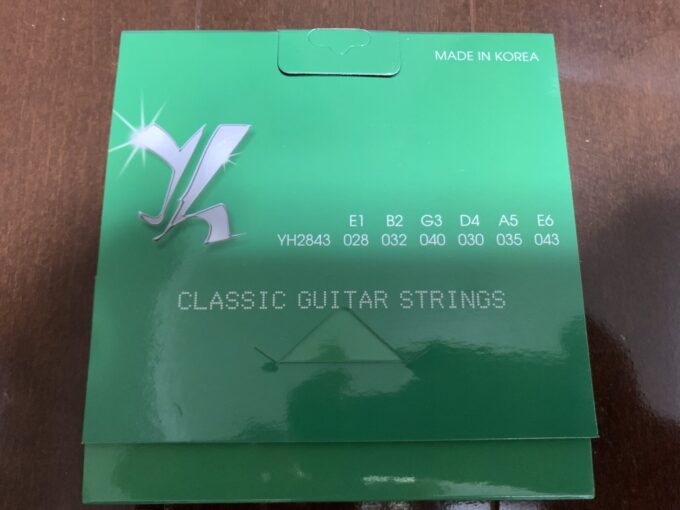 MADE IN KOREA
E1 B2 G3 D4 A5 E6
YH2843 028 032 040 030 035 043
CLASSIC GUITAR STRINGS